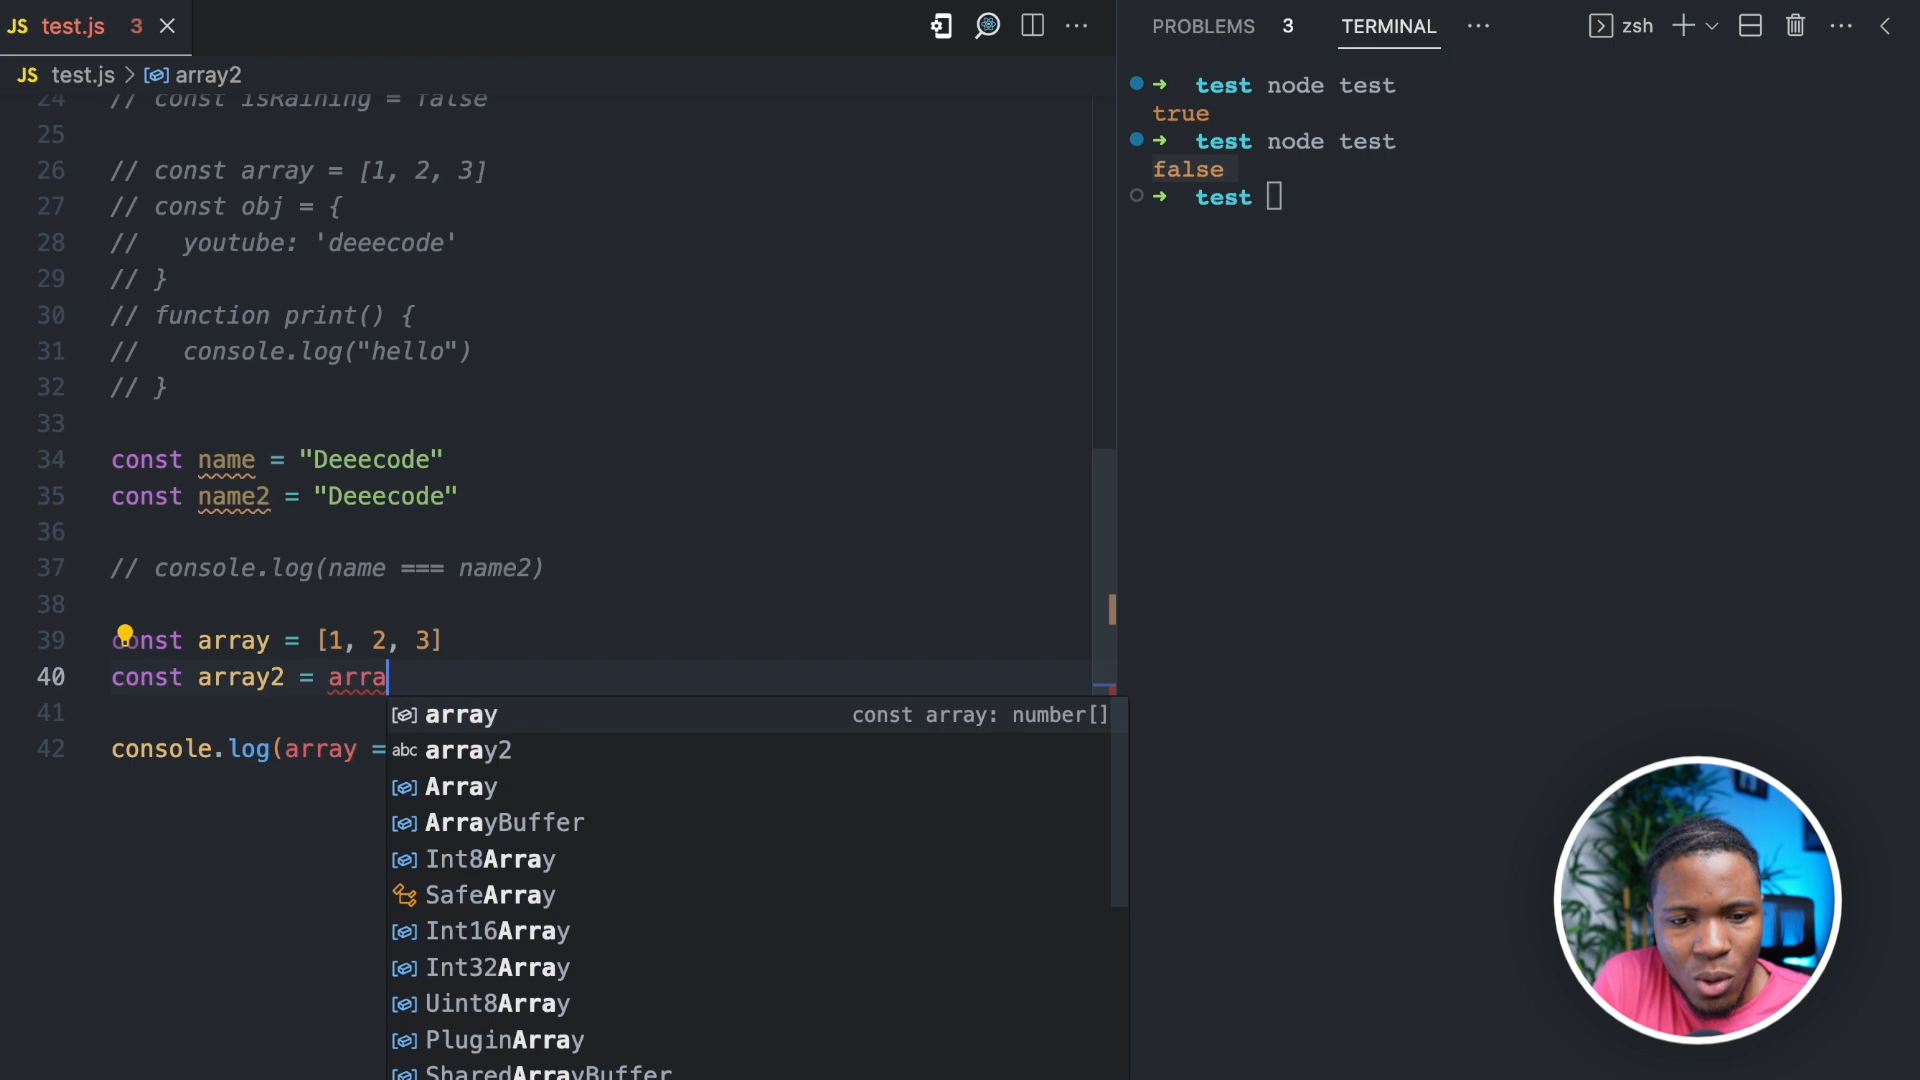 JS test.js 3
JS test.js > array2
24 // const isRaining = false
25
26 // const array = [1, 2, 3]
27 // const obj = {
28 //   youtube: 'deeecode'
29 // }
30 // function print() {
31 //   console.log("hello")
32 // }
33
34 const name = "Deeecode"
35 const name2 = "Deeecode"
36
37 // console.log(name === name2)
38
39 const array = [1, 2, 3]
40 const array2 = arra
41
42 console.log(array =
array const array: number[]
abc array2
Array
ArrayBuffer
Int8Array
SafeArray
Int16Array
Int32Array
Uint8Array
PluginArray
SharedArrayBuffer
PROBLEMS 3 TERMINAL ··· zsh
➜ test node test
true
➜ test node test
false
➜ test